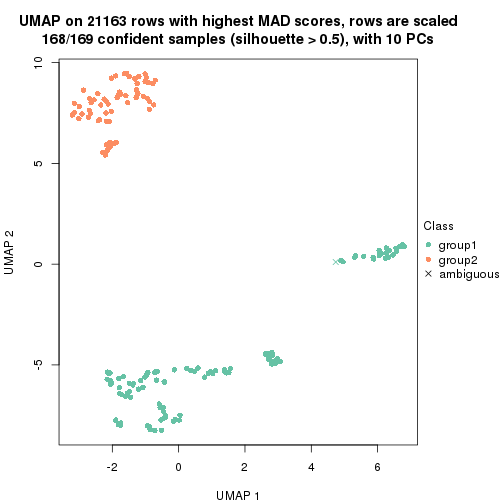 UMAP on 21163 rows with highest MAD scores, rows are scaled
168/169 confident samples (silhouette > 0.5), with 10 PCs
10
5
0
-5
UMAP 2
-2
0
2
4
6
UMAP 1
Class
group1
group2
ambiguous